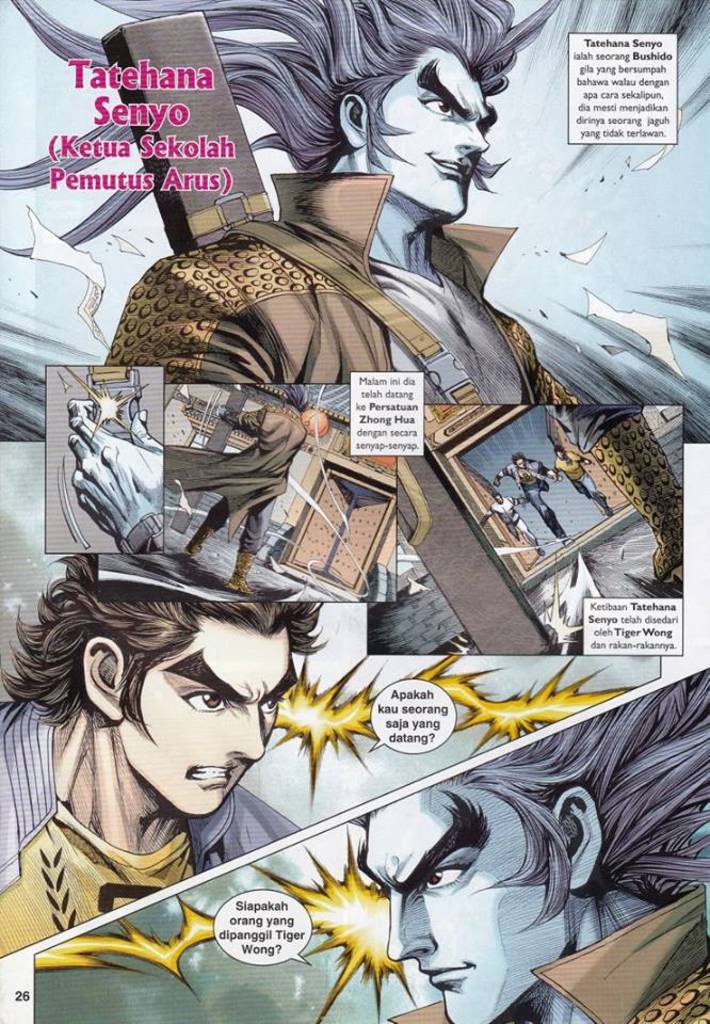 Tatehana
Senyo
(Ketua Sekolah
Pemutus Arus)
Tatehana Senyo
ialah seorang Bushido
gila yang bersumpah
bahawa walau dengan
apa cara sekalipun,
dia mesti menjadikan
dirinya seorang jaguh
yang tidak terlawan.
Malam ini dia
telah datang
ke Persatuan
Zhong Hua
dengan secara
senyap-senyap.
Ketibaan Tatehana
Senyo telah disedari
oleh Tiger Wong
dan rakan-rakannya.
Apakah
kau seorang
saja yang
datang?
Siapakah
orang yang
dipanggil Tiger
Wong?
26